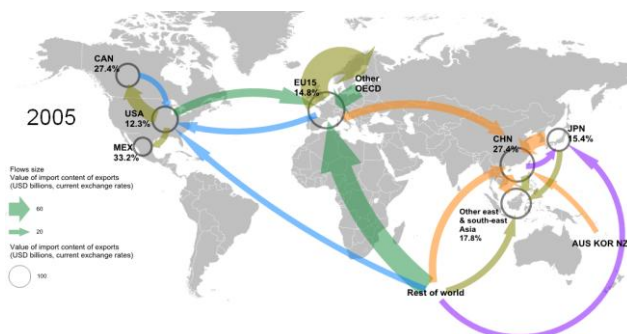 CAN
27.4%
EU15
14.8%
Other
OECD
2005
USA
12.3%
CHN
27.4%
JPN
15.4%
MEX
33.2%
Flows size
Value of import content of exports
(USD billions, current exchange rates)
60
20
Value of import content of exports
(USD billions, current exchange rates)
100
Other east
& south-east
Asia
17.8%
AUS KOR NZ
Rest of world